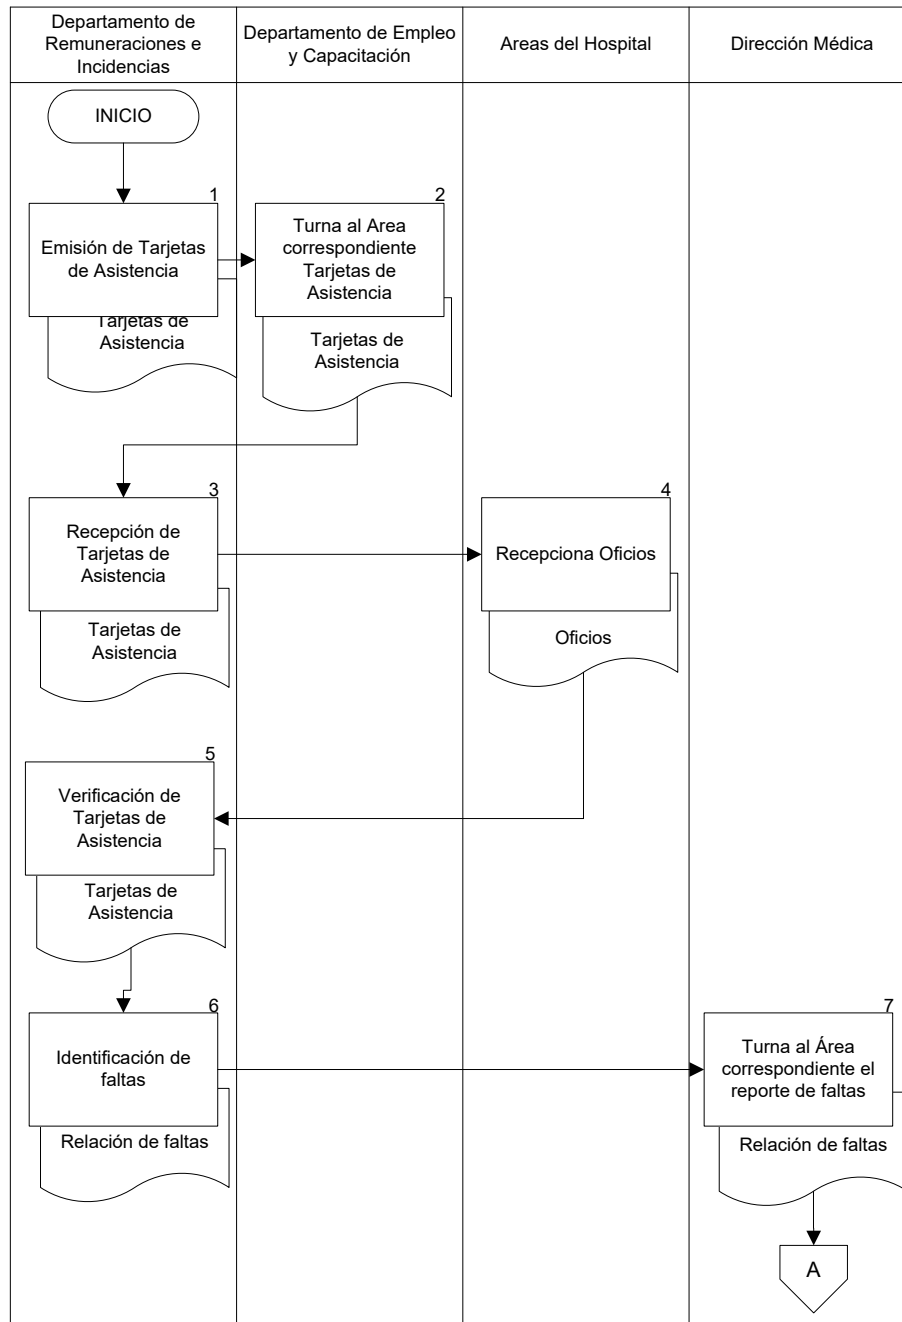 Departamento de
Remuneraciones e
Incidencias
Departamento de Empleo
y Capacitación
Areas del Hospital
Dirección Médica
INICIO
1
Emisión de Tarjetas
de Asistencia
Tarjetas de
Asistencia
2
Turna al Area
correspondiente
Tarjetas de
Asistencia
Tarjetas de
Asistencia
3
Recepción de
Tarjetas de
Asistencia
Tarjetas de
Asistencia
4
Recepciona Oficios
Oficios
5
Verificación de
Tarjetas de
Asistencia
Tarjetas de
Asistencia
6
Identificación de
faltas
Relación de faltas
7
Turna al Área
correspondiente el
reporte de faltas
Relación de faltas
A